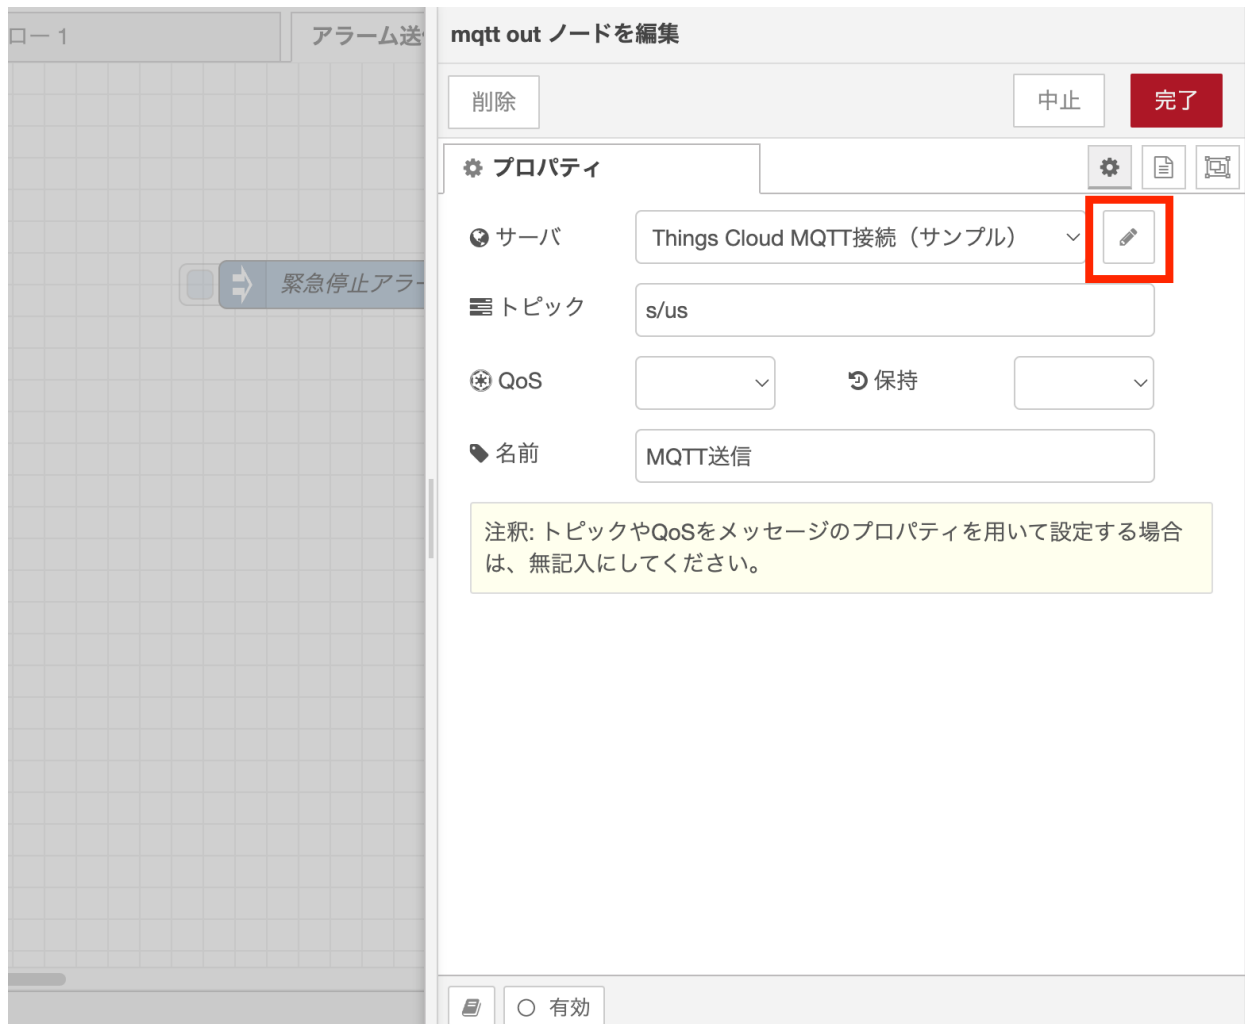 ロー 1
アラーム送
mqtt out ノードを編集
削除
中止
完了
プロパティ
サーバ
Things Cloud MQTT接続（サンプル）
トピック
s/us
QoS
保持
緊急停止アラー
名前
MQTT送信
注釈: トピックやQoSをメッセージのプロパティを用いて設定する場合
は、無記入にしてください。
有効